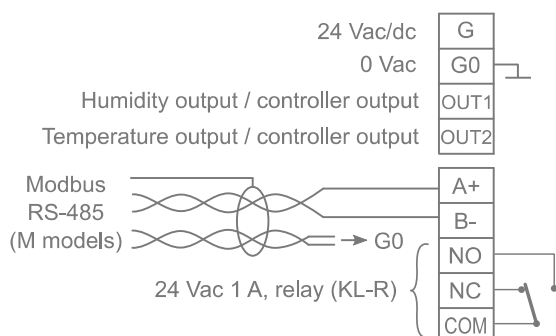 24 Vac/dc G
0 Vac G0
Humidity output / controller output OUT1
Temperature output / controller output OUT2
Modbus A+
RS-485 B-
(M models) G0
NO
24 Vac 1 A, relay (KL-R) NC
COM